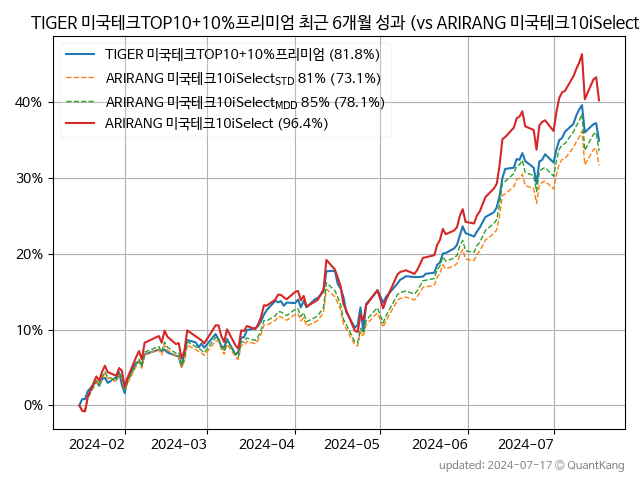 TIGER 미국테크TOP10+10%프리미엄 최근 6개월 성과 (vs ARIRANG 미국테크10iSelect
TIGER 미국테크TOP10+10%프리미엄 (81.8%)
ARIRANG 미국테크10iSelectSTD 81% (73.1%)
ARIRANG 미국테크10iSelectMDD 85% (78.1%)
ARIRANG 미국테크10iSelect (96.4%)
40%
30%
20%
10%
0%
2024-02 2024-03 2024-04 2024-05 2024-06 2024-07
updated: 2024-07-17 © QuantKang